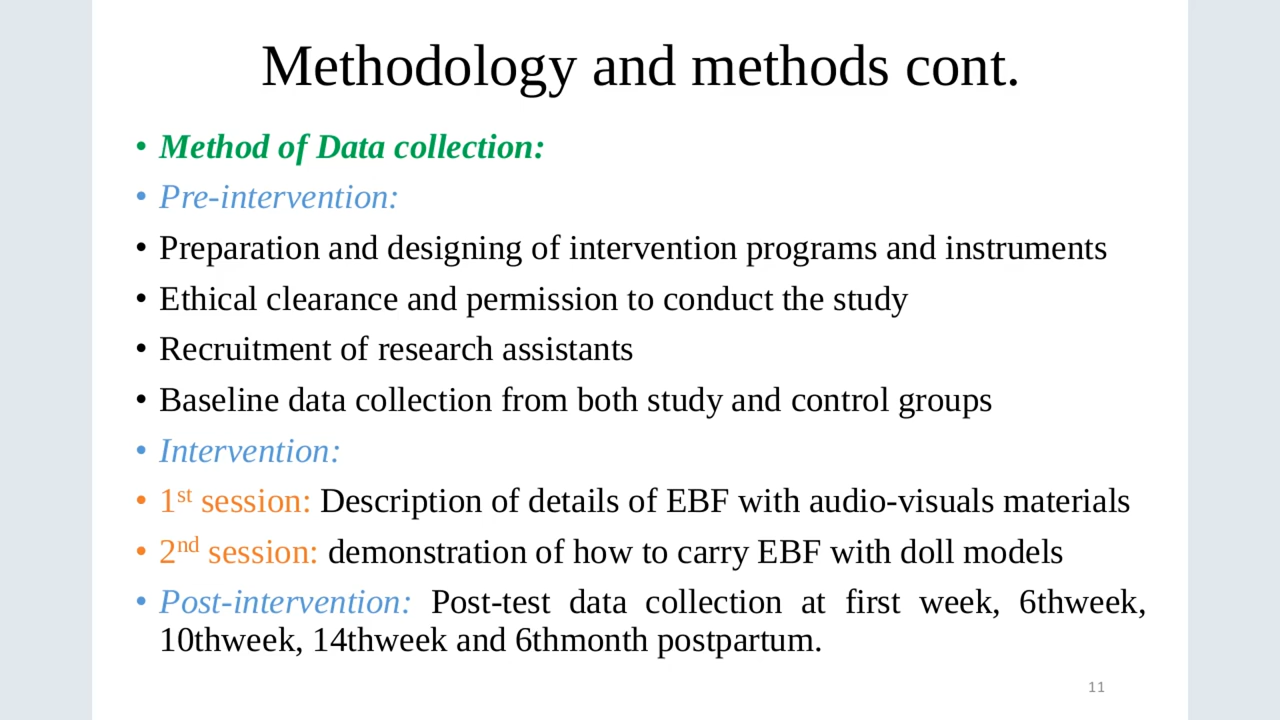 Methodology and methods cont.
• Method of Data collection:
• Pre-intervention:
• Preparation and designing of intervention programs and instruments
• Ethical clearance and permission to conduct the study
• Recruitment of research assistants
• Baseline data collection from both study and control groups
• Intervention:
• 1st session: Description of details of EBF with audio-visuals materials
• 2nd session: demonstration of how to carry EBF with doll models
• Post-intervention: Post-test data collection at first week, 6thweek,
10thweek, 14thweek and 6thmonth postpartum.
11